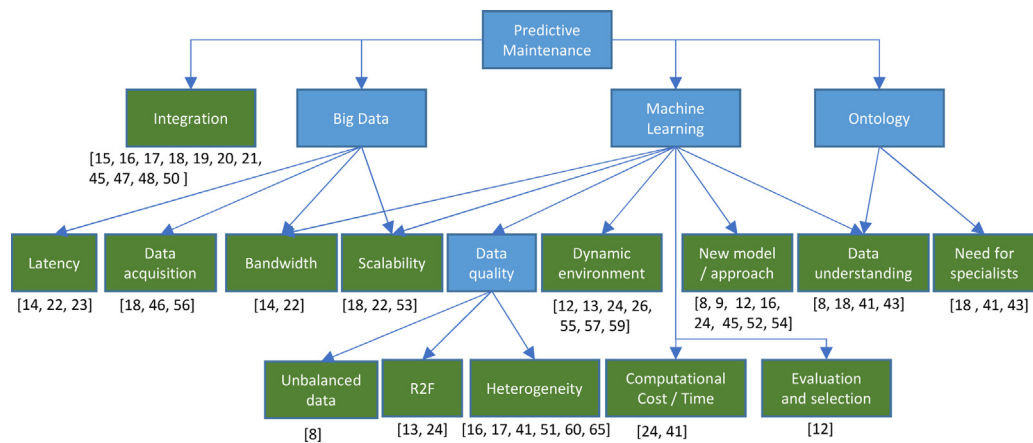 Predictive
Maintenance
Integration
Big Data
Machine
Learning
Ontology
[15, 16, 17, 18, 19, 20, 21,
45, 47, 48, 50 ]
Latency
Data
acquisition
Bandwidth
Scalability
Data
quality
Dynamic
environment
New model
/ approach
Data
understanding
Need for
specialists
[14, 22, 23]
[18, 46, 56]
[14, 22]
[18, 22, 53]
[12, 13, 24, 26,
55, 57, 59]
[8, 9, 12, 16,
24, 45, 52, 54]
[8, 18, 41, 43]
[18 , 41, 43]
Unbalanced
data
R2F
Heterogeneity
Computational
Cost / Time
Evaluation
and selection
[8]
[13, 24]
[16, 17, 41, 51, 60, 65]
[24, 41]
[12]